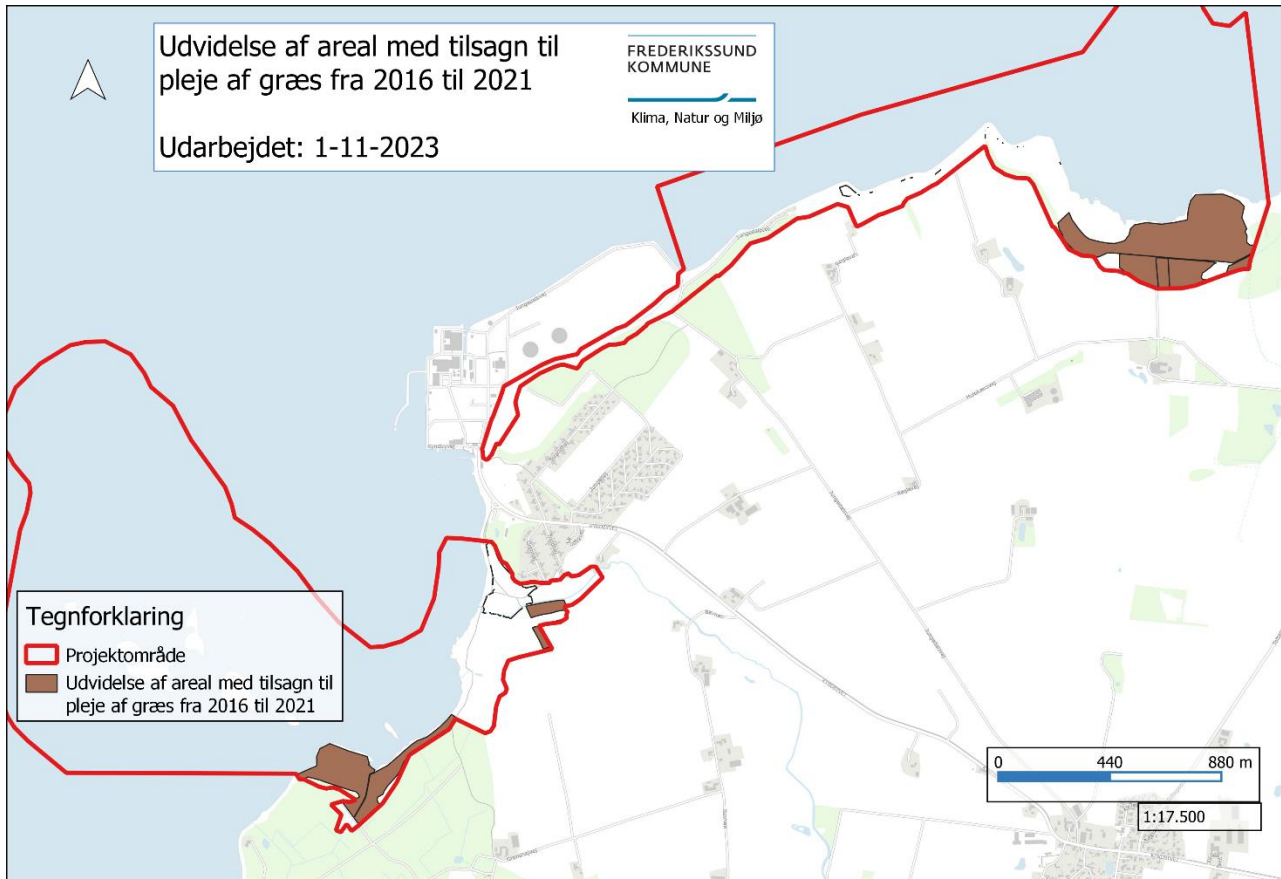 Udvidelse af areal med tilsagn til
pleje af græs fra 2016 til 2021
Udarbejdet: 1-11-2023
FREDERIKSSUND
KOMMUNE
Klima, Natur og Miljø
Tegnforklaring
Projektområde
Udvidelse af areal med tilsagn til
pleje af græs fra 2016 til 2021
0 440 880 m
1:17.500